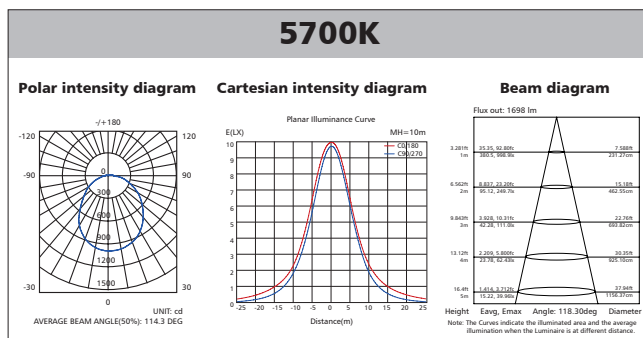 5700K
Polar intensity diagram
Cartesian intensity diagram
Beam diagram
-/+180
-120
120
-90
90
-30
30
0
0
300
600
900
1200
1500
UNIT: cd
AVERAGE BEAM ANGLE(50%): 114.3 DEG
Planar Illuminance Curve
E(LX)
MH=10m
C0/180
C90/270
10
9
8
7
6
5
4
3
2
1
0
-25 -20 -15 -10 -5 0 5 10 15 20 25
Distance(m)
Flux out: 1698 lm
3.281ft 35.35, 92.80fc 7.588ft
1m 380.5, 998.9lx 231.27cm
6.562ft 8.837, 23.20fc 15.18ft
2m 95.12, 249.7lx 462.55cm
9.843ft 3.928, 10.31fc 22.76ft
3m 42.28, 111.0lx 693.82cm
13.12ft 2.209, 5.800fc 30.35ft
4m 23.78, 62.43lx 925.10cm
16.4ft 1.414, 3.712fc 37.94ft
5m 15.22, 39.96lx 1156.37cm
Height Eavg, Emax Angle: 118.30deg Diameter
Note: The Curves indicate the illuminated area and the average
illumination when the Luminaire is at different distance.